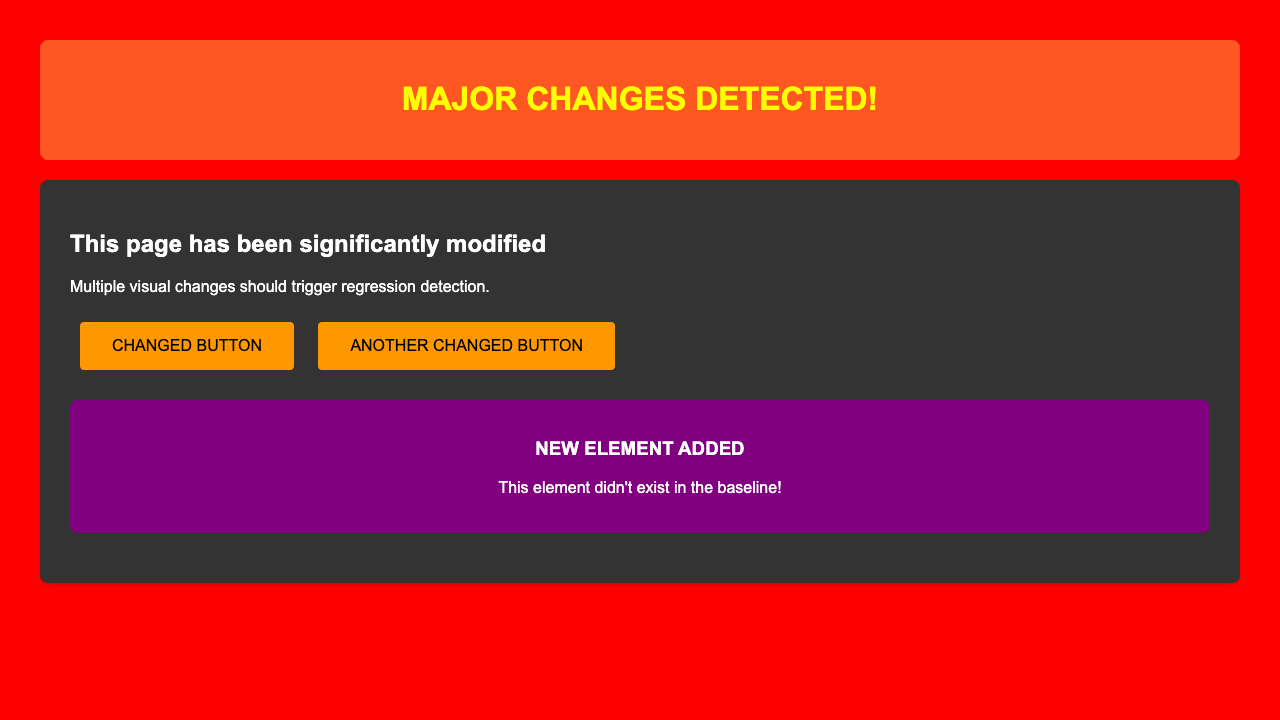 MAJOR CHANGES DETECTED!
This page has been significantly modified
Multiple visual changes should trigger regression detection.
CHANGED BUTTON
ANOTHER CHANGED BUTTON
NEW ELEMENT ADDED
This element didn't exist in the baseline!